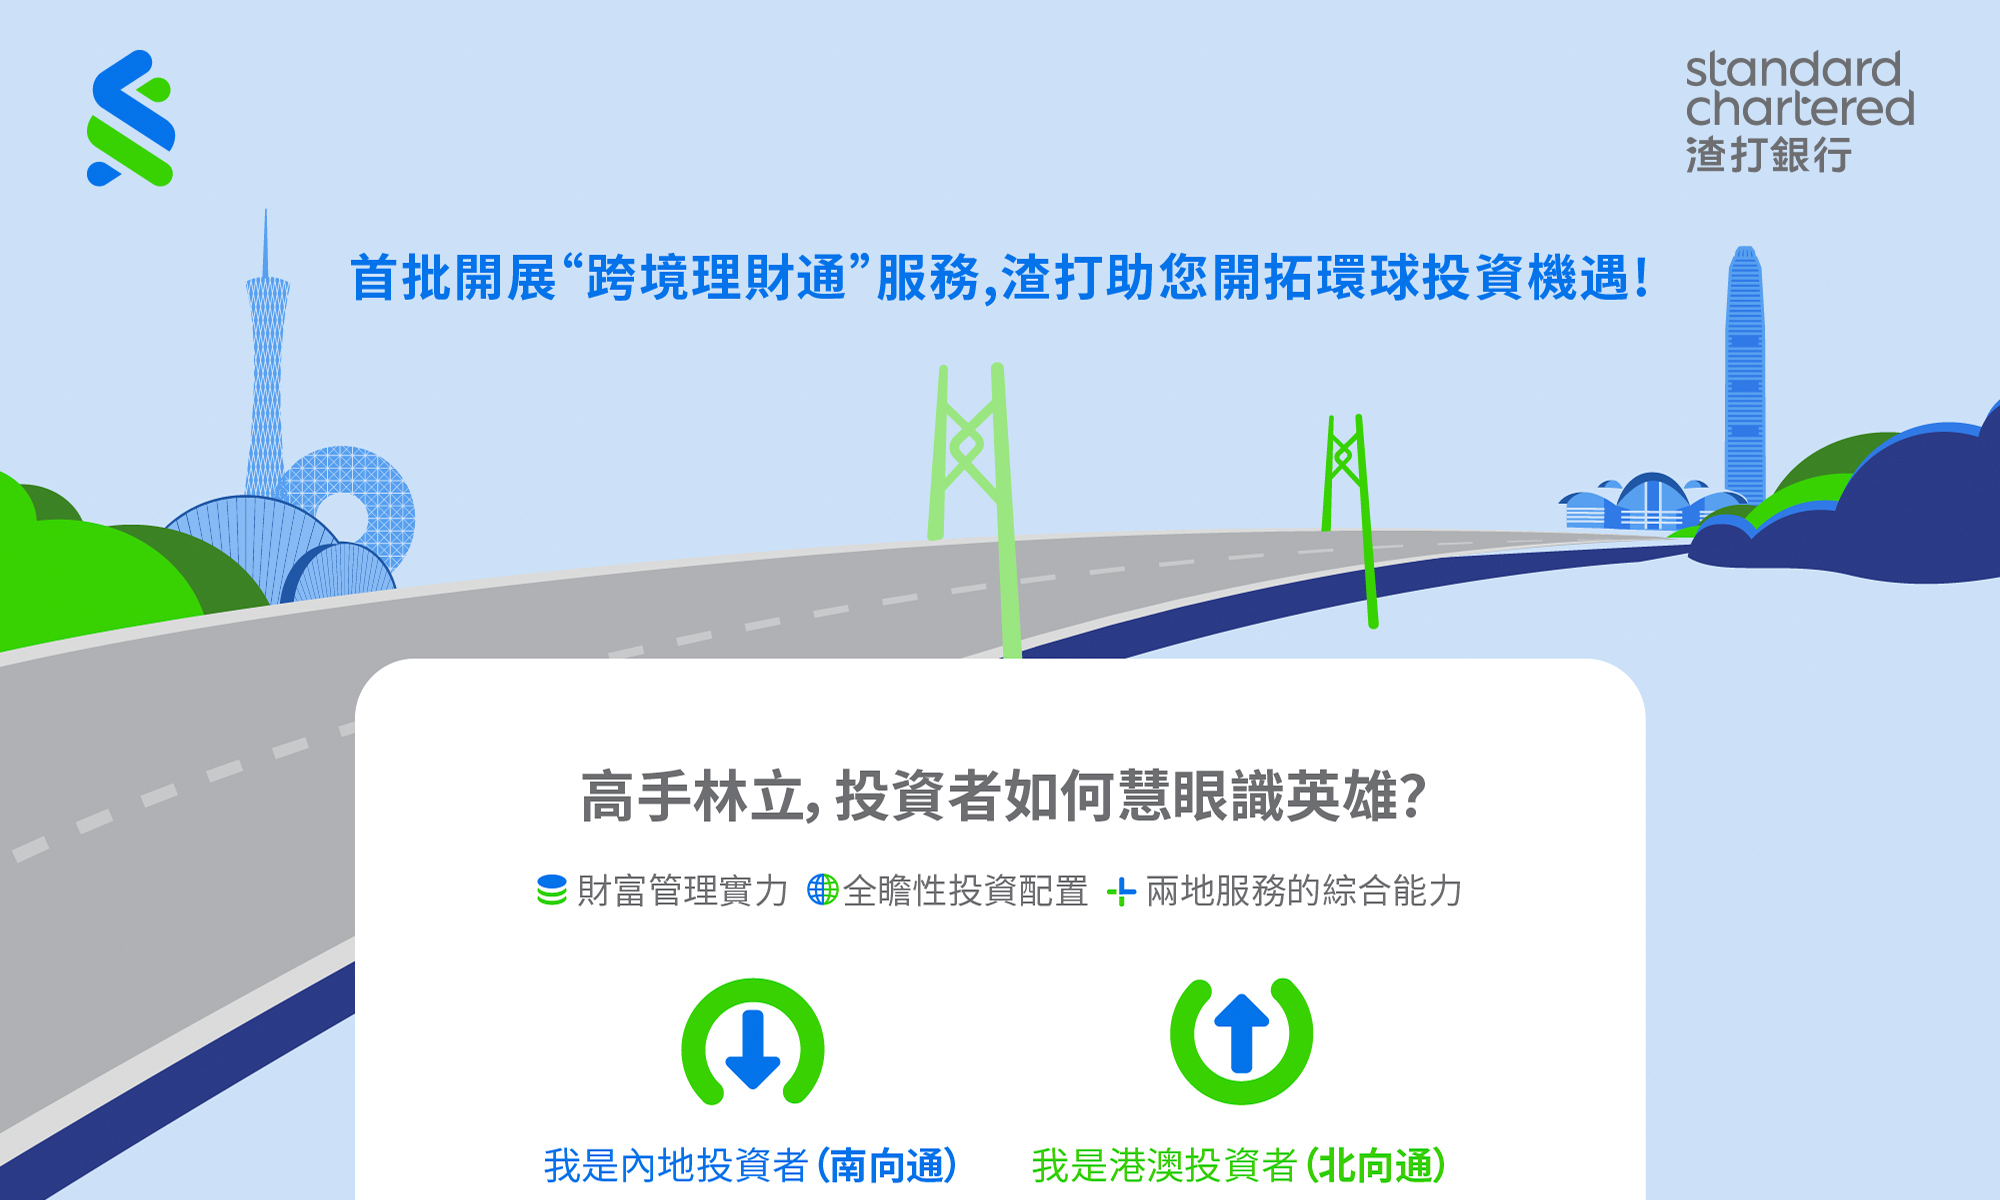 standard
chartered
渣打銀行
首批開展“跨境理財通”服務,渣打助您開拓環球投資機遇!
高手林立,投資者如何慧眼識英雄?
財富管理實力 全瞻性投資配置 兩地服務的綜合能力
我是內地投資者(南向通) 我是港澳投資者(北向通)